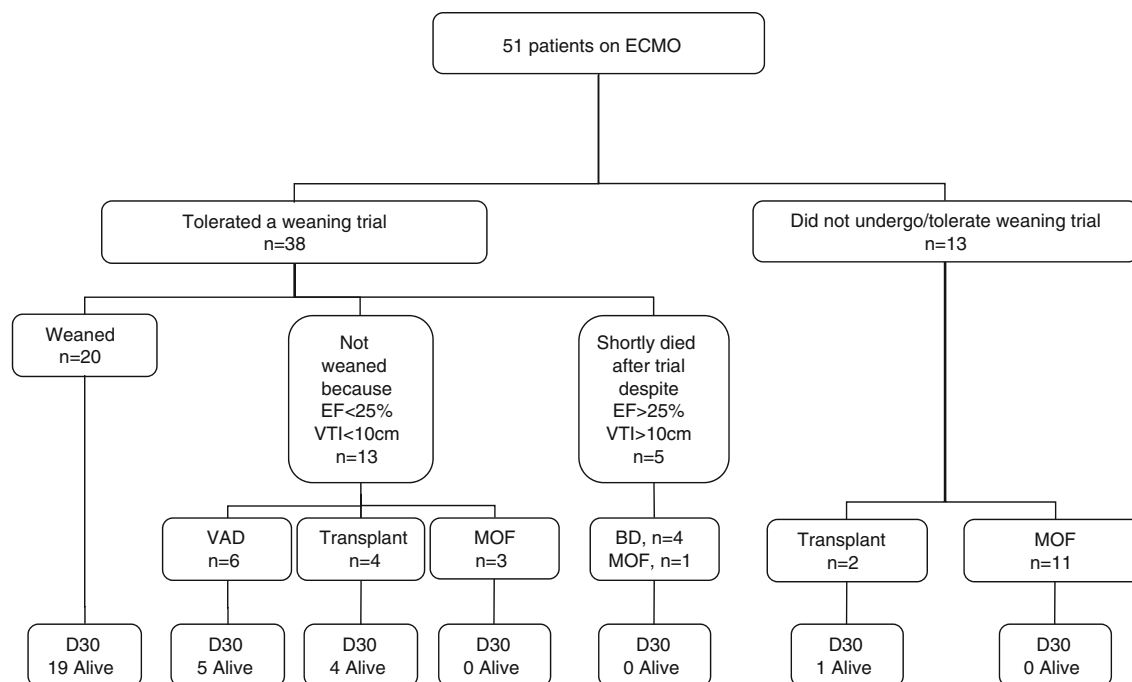 51 patients on ECMO
Tolerated a weaning trial
n=38
Did not undergo/tolerate weaning trial
n=13
Weaned
n=20
Not
weaned
because
EF<25%
VTI<10cm
n=13
Shortly died
after trial
despite
EF>25%
VTI>10cm
n=5
VAD
n=6
Transplant
n=4
MOF
n=3
BD, n=4
MOF, n=1
Transplant
n=2
MOF
n=11
D30
19 Alive
D30
5 Alive
D30
4 Alive
D30
0 Alive
D30
0 Alive
D30
1 Alive
D30
0 Alive